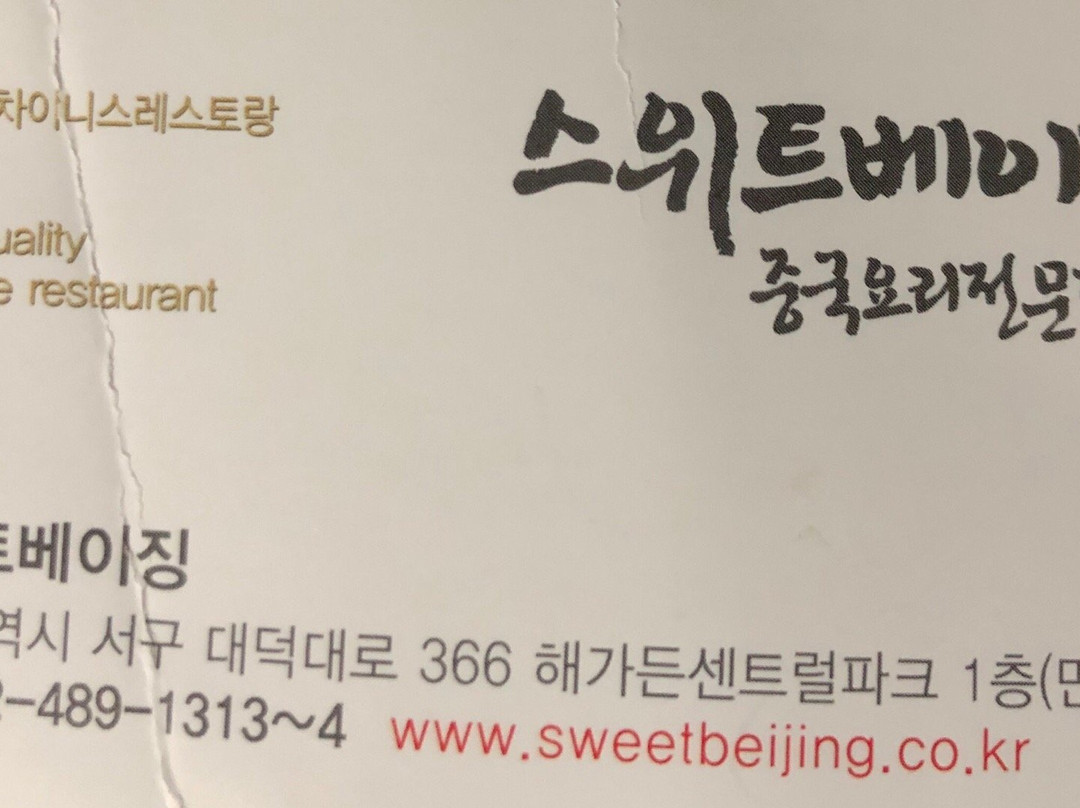 차이니스레스토랑
스위트베이
중국요리전문
uality
e restaurant
트베이징
역시 서구 대덕대로 366 해가든센트럴파크 1층(만
2-489-1313~4 www.sweetbeijing.co.kr